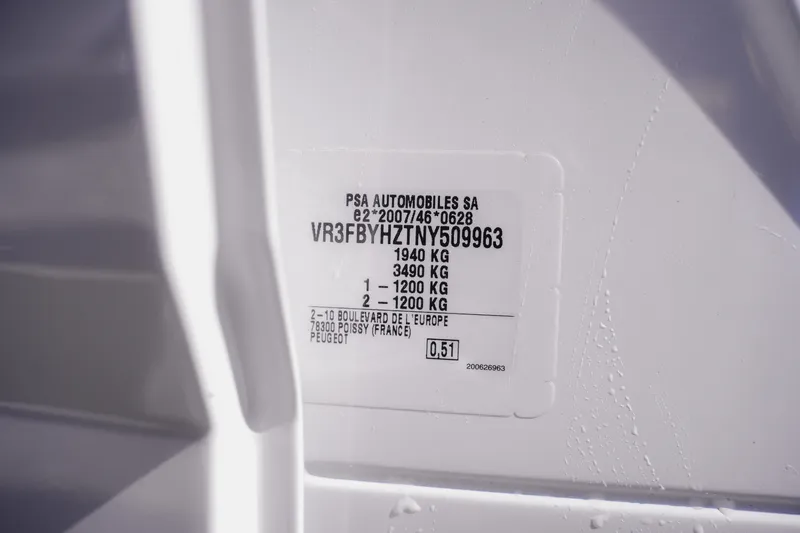 PSA AUTOMOBILES SA
e2*2007/46*0628
VR3FBYHZTNY509963
1940 KG
3490 KG
1 – 1200 KG
2 – 1200 KG
2–10 BOULEVARD DE L'EUROPE
78300 POISSY (FRANCE)
PEUGEOT
0,51
200626963